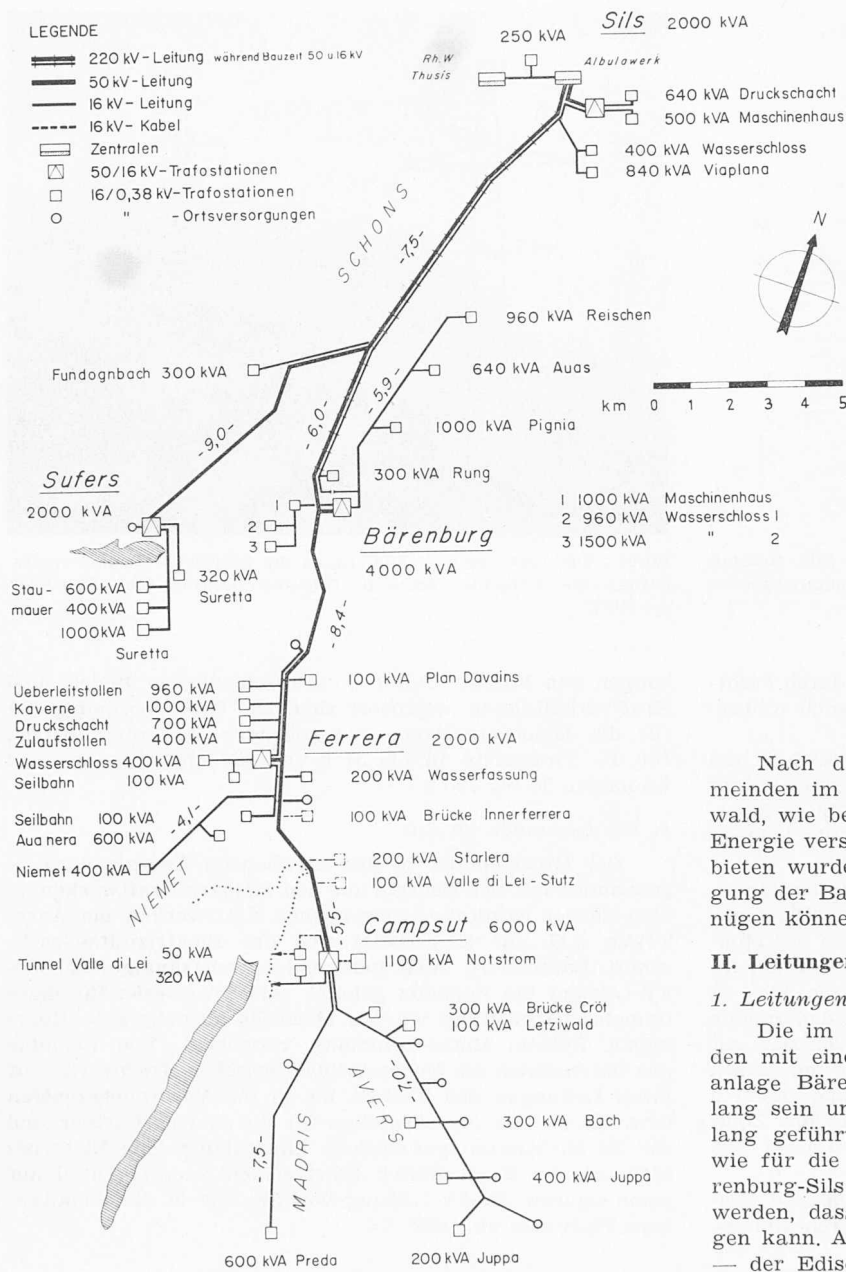 Sils 2000 kVA
LEGENDE
220 kV-Leitung während Bauzeit 50 u 16 kV
50 kV-Leitung
16 kV-Leitung
16 kV-Kabel
Zentralen
50/16 kV-Trafostationen
16/0,38 kV-Trafostationen
" -Ortsversorgungen
250 kVA
Rh.W
Thusis
Albulawerk
640 kVA Druckschacht
500 kVA Maschinenhaus
400 kVA Wasserschloss
840 kVA Viaplana
SCHONS
-7,5-
N
960 kVA Reischen
Fundognbach 300 kVA
640 kVA Auas
-5,9-
km 0 1 2 3 4 5
-9,0-
-6,0-
1000 kVA Pignia
Sufers
2000 kVA
300 kVA Rung
1
2
3
1 1000 kVA Maschinenhaus
2 960 kVA Wasserschloss 1
3 1500 kVA " 2
Bärenburg
4000 kVA
320 kVA
Suretta
Stau- 600 kVA
mauer 400 kVA
1000 kVA
Suretta
-8,4-
100 kVA Plan Davains
Ueberleitstollen 960 kVA
Kaverne 1000 kVA
Druckschacht 700 kVA
Zulaufstollen 400 kVA
Ferrera 2000 kVA
Wasserschloss 400 kVA
Seilbahn 100 kVA
200 kVA Wasserfassung
Seilbahn 100 kVA
100 kVA Brücke Innerferrera
-4,1-
Aua nera 600 kVA
Niemet 400 kVA
200 kVA Starlera
100 kVA Valle di Lei-Stutz
NIEMET
-5,5-
Campsut 6000 kVA
Tunnel Valle di Lei 50 kVA
320 kVA
1100 kVA Notstrom
300 kVA Brücke Cröt
100 kVA Letziwald
-7,0-
AVERS
300 kVA Bach
MADRIS
-7,5-
400 kVA Juppa
600 kVA Preda
200 kVA Juppa
Nach d
meinden im
wald, wie be
Energie vers
bieten wurde
gung der Ba
nügen könne
II. Leitungen
1. Leitungen
Die im
den mit eine
anlage Bäre
lang sein un
lang geführt
wie für die
renburg-Sils
werden, dass
gen kann. A
— der Edisc